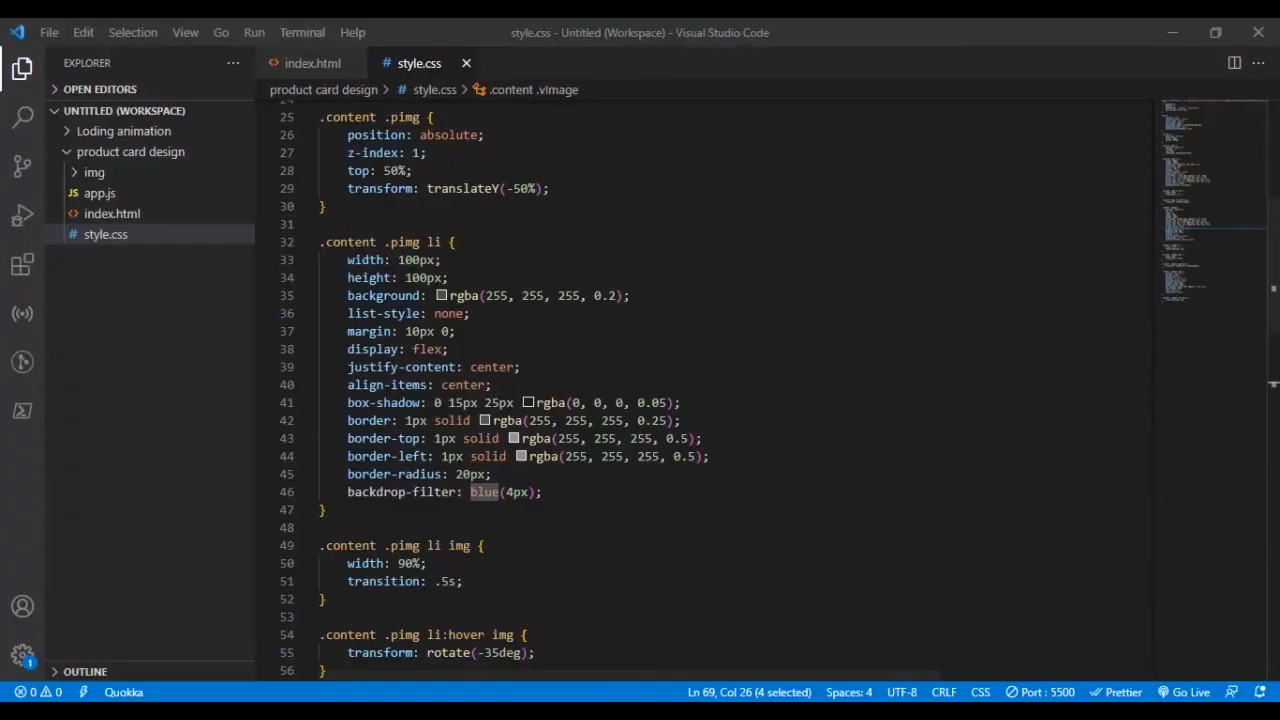 File Edit Selection View Go Run Terminal Help
style.css - Untitled (Workspace) - Visual Studio Code
EXPLORER
OPEN EDITORS
UNTITLED (WORKSPACE)
Loding animation
product card design
img
JS app.js
<> index.html
# style.css
OUTLINE
<> index.html
# style.css
product card design > # style.css > .content .vImage
24
25 .content .pimg {
26 position: absolute;
27 z-index: 1;
28 top: 50%;
29 transform: translateY(-50%);
30 }
31
32 .content .pimg li {
33 width: 100px;
34 height: 100px;
35 background: rgba(255, 255, 255, 0.2);
36 list-style: none;
37 margin: 10px 0;
38 display: flex;
39 justify-content: center;
40 align-items: center;
41 box-shadow: 0 15px 25px rgba(0, 0, 0, 0.05);
42 border: 1px solid rgba(255, 255, 255, 0.25);
43 border-top: 1px solid rgba(255, 255, 255, 0.5);
44 border-left: 1px solid rgba(255, 255, 255, 0.5);
45 border-radius: 20px;
46 backdrop-filter: blue(4px);
47 }
48
49 .content .pimg li img {
50 width: 90%;
51 transition: .5s;
52 }
53
54 .content .pimg li:hover img {
55 transform: rotate(-35deg);
56 }
1
0 0 Quokka Ln 69, Col 26 (4 selected) Spaces: 4 UTF-8 CRLF CSS Port : 5500 Prettier Go Live